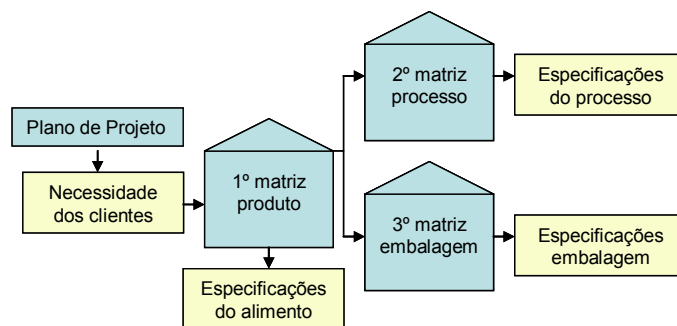 Plano de Projeto
Necessidade
dos clientes
1º matriz
produto
Especificações
do alimento
2º matriz
processo
Especificações
do processo
3º matriz
embalagem
Especificações
embalagem